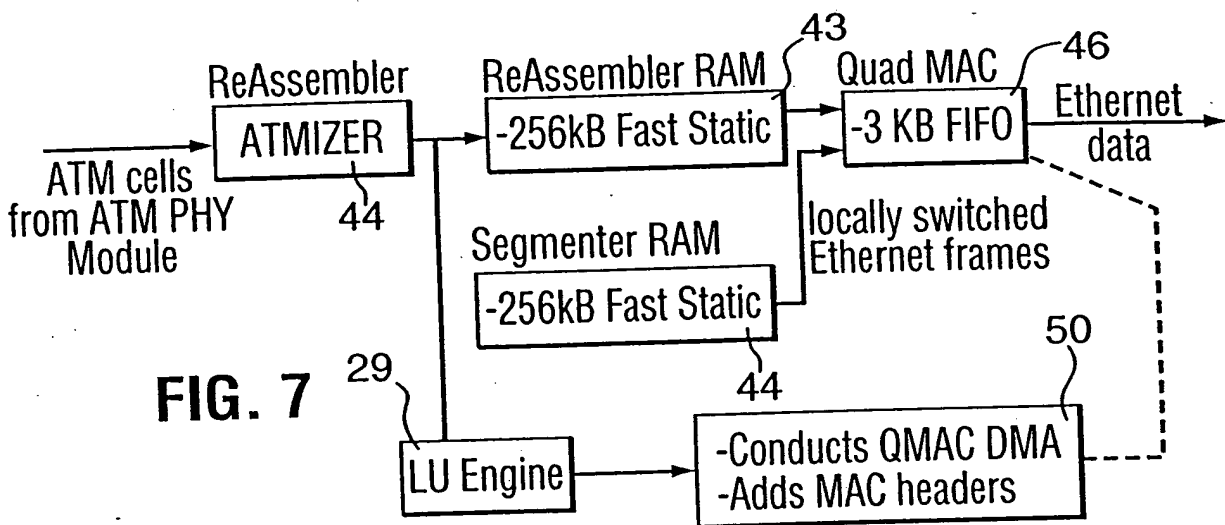 43
46
ReAssembler
ReAssembler RAM
Quad MAC
ATMIZER
-256kB Fast Static
-3 KB FIFO
Ethernet
data
ATM cells
from ATM PHY
Module
44
locally switched
Ethernet frames
Segmenter RAM
-256kB Fast Static
44
50
FIG. 7
29
LU Engine
-Conducts QMAC DMA
-Adds MAC headers